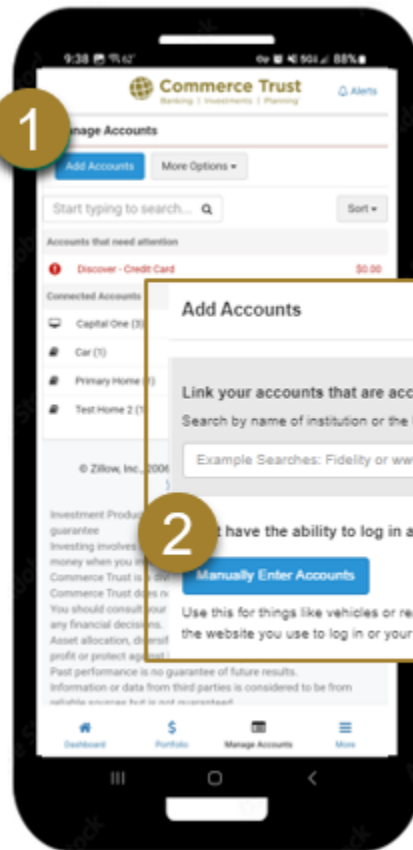 9:38
88%
Commerce Trust
Banking | Investments | Planning
Alerts
1
nage Accounts
Add Accounts
More Options
Start typing to search...
Sort
Accounts that need attention
Discover - Credit Card
$0.00
Connected Accounts
Capital One (3)
Car (1)
Primary Home
Test Home 2 (1
© Zillow, Inc., 2006
Add Accounts
Link your accounts that are acc
Search by name of institution or the
Example Searches: Fidelity or www
2
t have the ability to log in a
Manually Enter Accounts
Use this for things like vehicles or re
the website you use to log in or your
Investment Produc
guarantee
Investing involves
money when you in
Commerce Trust is a div
Commerce Trust does n
You should consult your
any financial decisions.
Asset allocation, diversif
profit or protect against
Past performance is no guarantee of future results.
Information or data from third parties is considered to be from
reliable sources but is not guaranteed
Dashboard
Portfolio
Manage Accounts
More